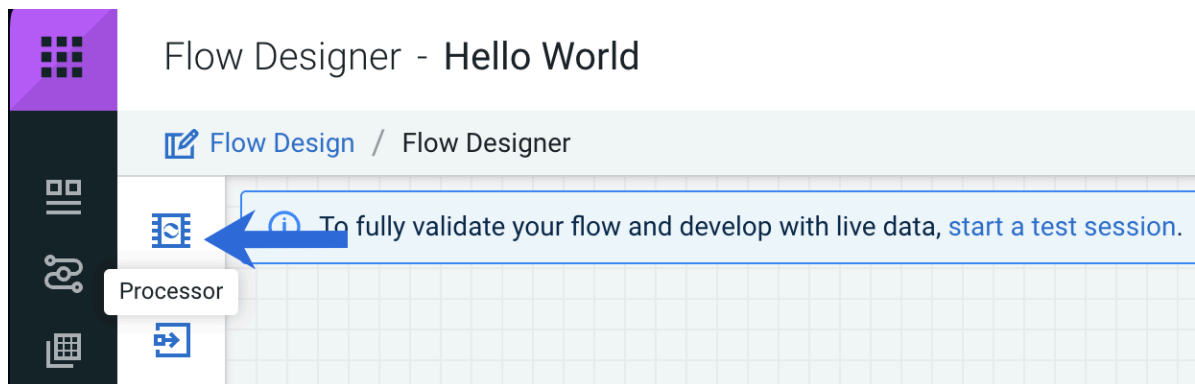 Flow Designer - Hello World
Flow Design / Flow Designer
To fully validate your flow and develop with live data, start a test session.
Processor